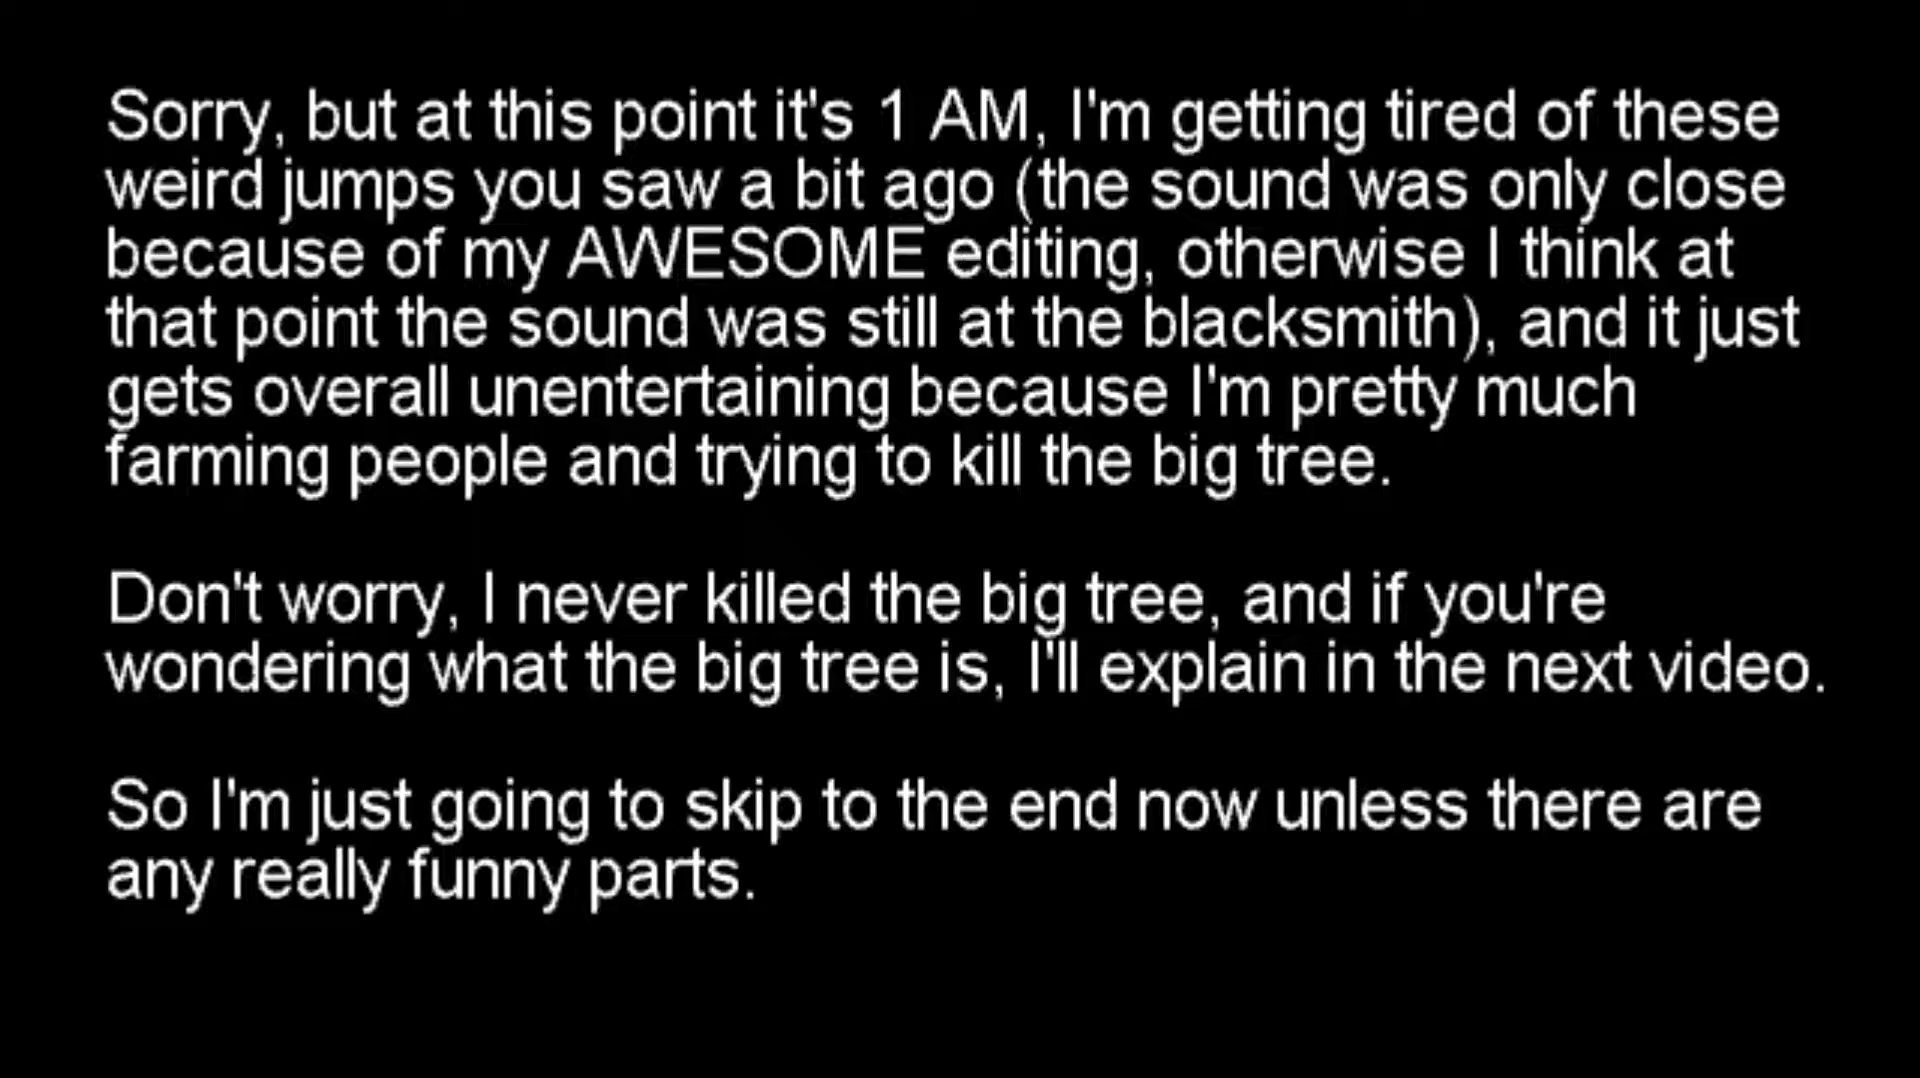 Sorry, but at this point it's 1 AM, I'm getting tired of these
weird jumps you saw a bit ago (the sound was only close
because of my AWESOME editing, otherwise I think at
that point the sound was still at the blacksmith), and it just
gets overall unentertaining because I'm pretty much
farming people and trying to kill the big tree.
Don't worry, I never killed the big tree, and if you're
wondering what the big tree is, I'll explain in the next video.
So I'm just going to skip to the end now unless there are
any really funny parts.